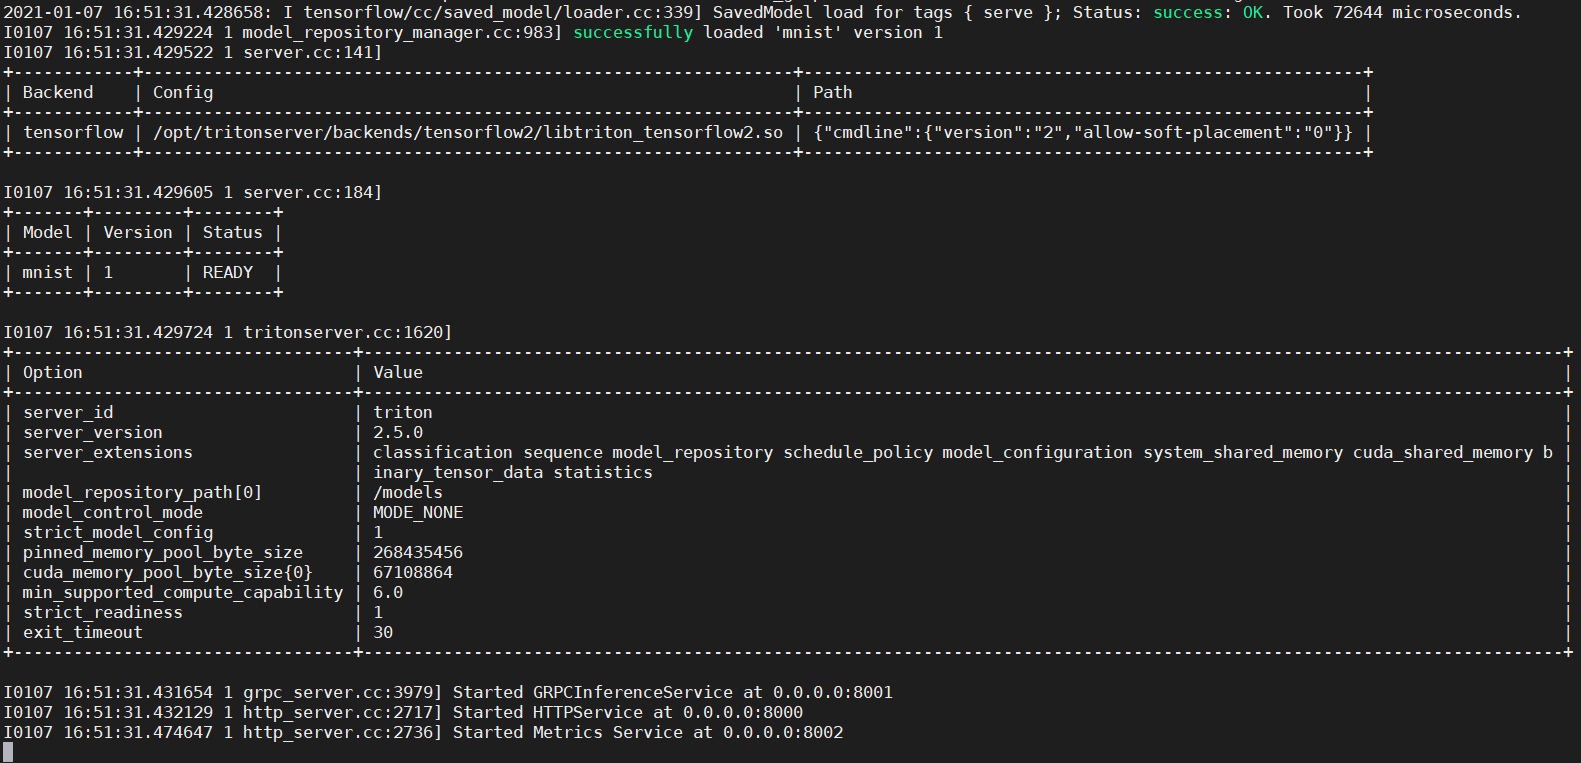 2021-01-07 16:51:31.428658: I tensorflow/cc/saved_model/loader.cc:339] SavedModel load for tags { serve }; Status: success: OK. Took 72644 microseconds.
I0107 16:51:31.429224 1 model_repository_manager.cc:983] successfully loaded 'mnist' version 1
I0107 16:51:31.429522 1 server.cc:141]
+------------+-----------------------------------------------------------------+--------------------------------------------------------+
| Backend    | Config                                                          | Path                                                   |
+------------+-----------------------------------------------------------------+--------------------------------------------------------+
| tensorflow | /opt/tritonserver/backends/tensorflow2/libtriton_tensorflow2.so | {"cmdline":{"version":"2","allow-soft-placement":"0"}} |
+------------+-----------------------------------------------------------------+--------------------------------------------------------+
I0107 16:51:31.429605 1 server.cc:184]
+-------+---------+--------+
| Model | Version | Status |
+-------+---------+--------+
| mnist | 1       | READY  |
+-------+---------+--------+
I0107 16:51:31.429724 1 tritonserver.cc:1620]
+----------------------------------+------------------------------------------------------------------------------------------------------------------------+
| Option                           | Value                                                                                                                  |
+----------------------------------+------------------------------------------------------------------------------------------------------------------------+
| server_id                        | triton                                                                                                                 |
| server_version                   | 2.5.0                                                                                                                  |
| server_extensions                | classification sequence model_repository schedule_policy model_configuration system_shared_memory cuda_shared_memory b |
|                                  | inary_tensor_data statistics                                                                                           |
| model_repository_path[0]         | /models                                                                                                                |
| model_control_mode               | MODE_NONE                                                                                                              |
| strict_model_config              | 1                                                                                                                      |
| pinned_memory_pool_byte_size     | 268435456                                                                                                              |
| cuda_memory_pool_byte_size{0}    | 67108864                                                                                                               |
| min_supported_compute_capability | 6.0                                                                                                                    |
| strict_readiness                 | 1                                                                                                                      |
| exit_timeout                     | 30                                                                                                                     |
+----------------------------------+------------------------------------------------------------------------------------------------------------------------+
I0107 16:51:31.431654 1 grpc_server.cc:3979] Started GRPCInferenceService at 0.0.0.0:8001
I0107 16:51:31.432129 1 http_server.cc:2717] Started HTTPService at 0.0.0.0:8000
I0107 16:51:31.474647 1 http_server.cc:2736] Started Metrics Service at 0.0.0.0:8002